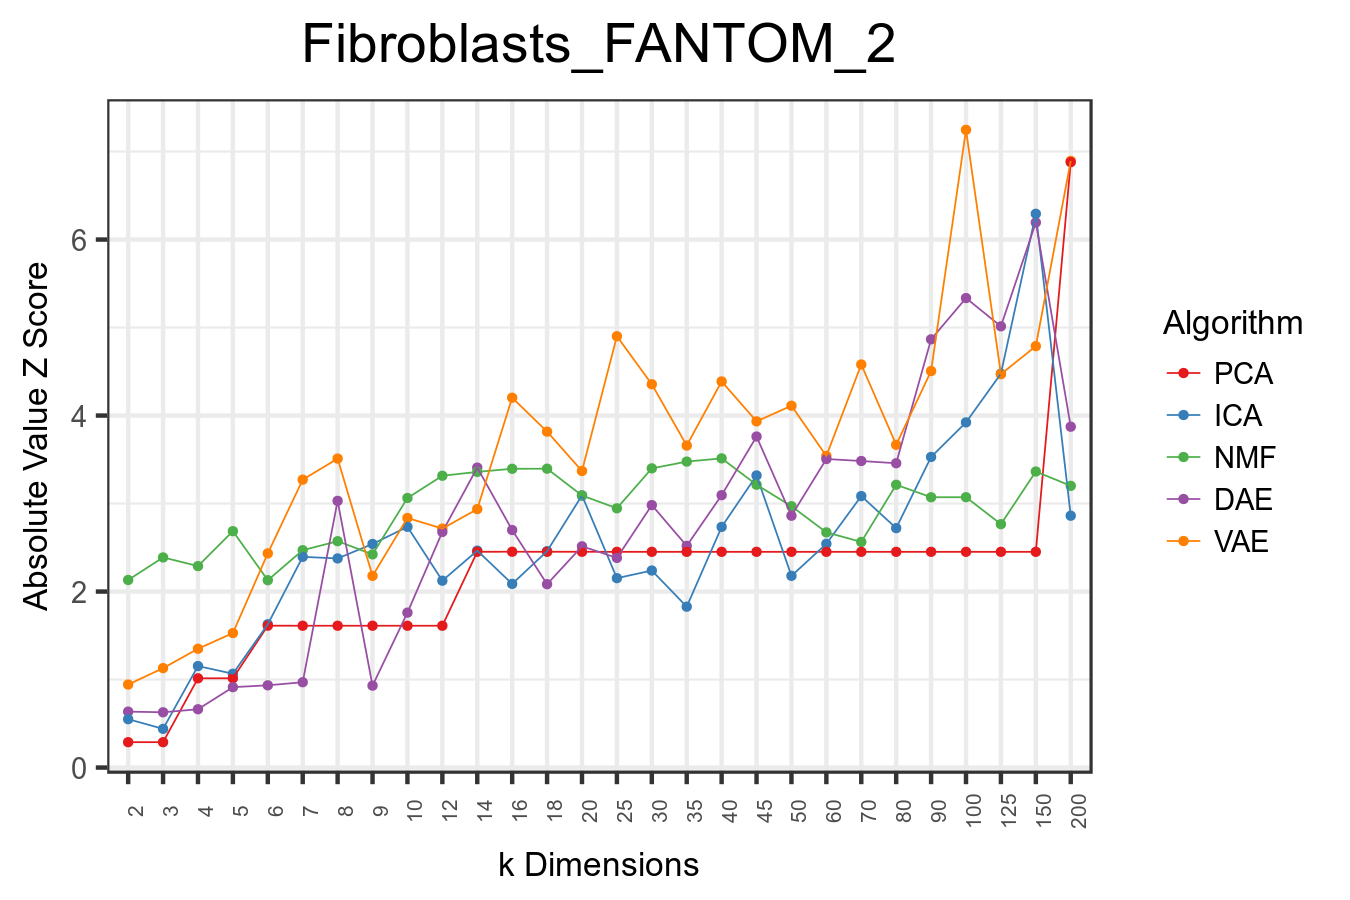 Fibroblasts_FANTOM_2
Absolute Value Z Score
6
4
2
0
2 3 4 5 6 7 8 9 10 12 14 16 18 20 25 30 35 40 45 50 60 70 80 90 100 125 150 200
k Dimensions
Algorithm
PCA
ICA
NMF
DAE
VAE